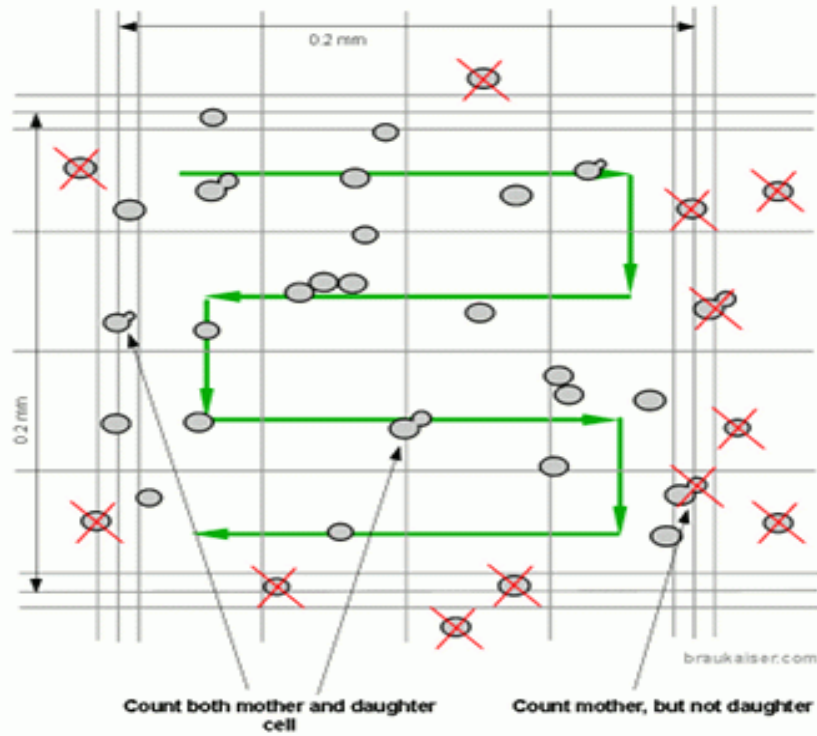 0.2 mm
0.2 mm
braukaiser.com
Count both mother and daughter
cell
Count mother, but not daughter